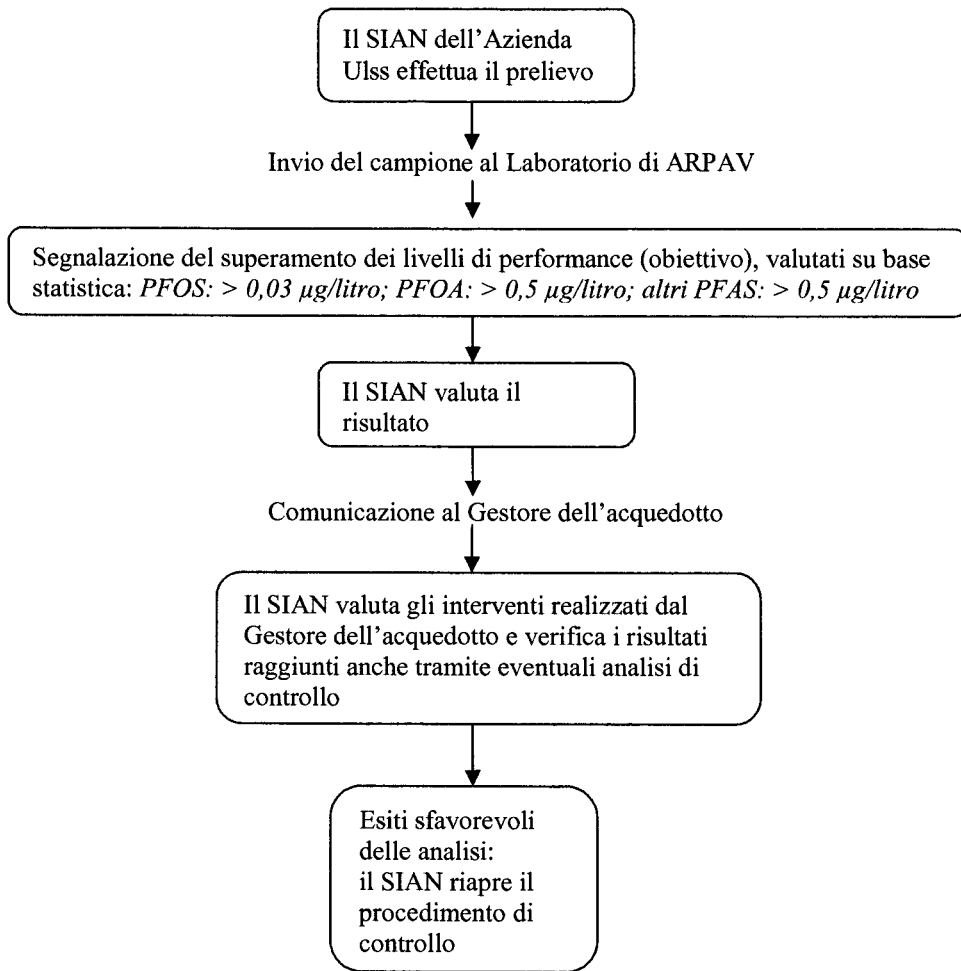 Il SIAN dell'Azienda
Ulss effettua il prelievo
Invio del campione al Laboratorio di ARPAV
Segnalazione del superamento dei livelli di performance (obiettivo), valutati su base
statistica: PFOS: > 0,03 µg/litro; PFOA: > 0,5 µg/litro; altri PFAS: > 0,5 µg/litro
Il SIAN valuta il
risultato
Comunicazione al Gestore dell'acquedotto
Il SIAN valuta gli interventi realizzati dal
Gestore dell'acquedotto e verifica i risultati
raggiunti anche tramite eventuali analisi di
controllo
Esiti sfavorevoli
delle analisi:
il SIAN riapre il
procedimento di
controllo